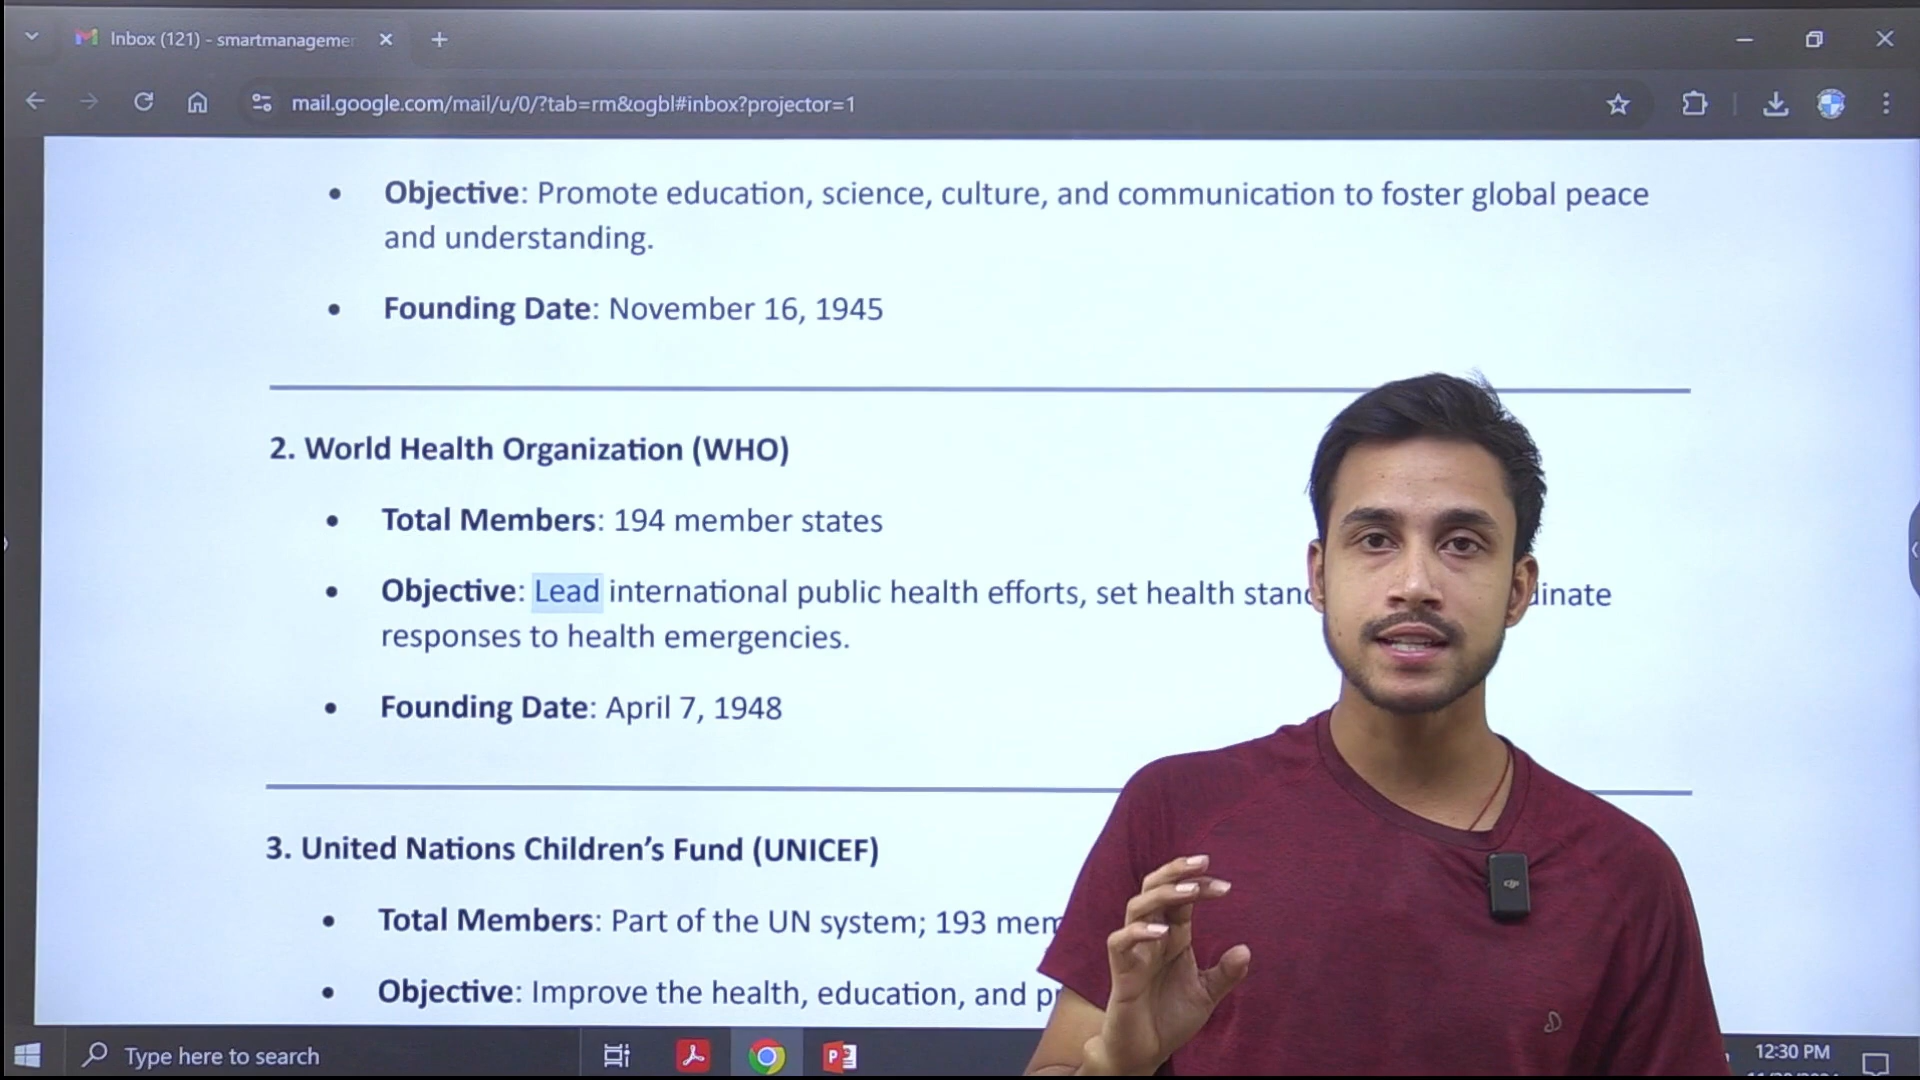 Inbox (121) - smartmanagemen
mail.google.com/mail/u/0/?tab=rm&ogbl#inbox?projector=1
• Objective: Promote education, science, culture, and communication to foster global peace
and understanding.
• Founding Date: November 16, 1945
2. World Health Organization (WHO)
• Total Members: 194 member states
• Objective: Lead international public health efforts, set health stand dinate
responses to health emergencies.
• Founding Date: April 7, 1948
3. United Nations Children's Fund (UNICEF)
• Total Members: Part of the UN system; 193 mem
• Objective: Improve the health, education, and pr
Type here to search
12:30 PM